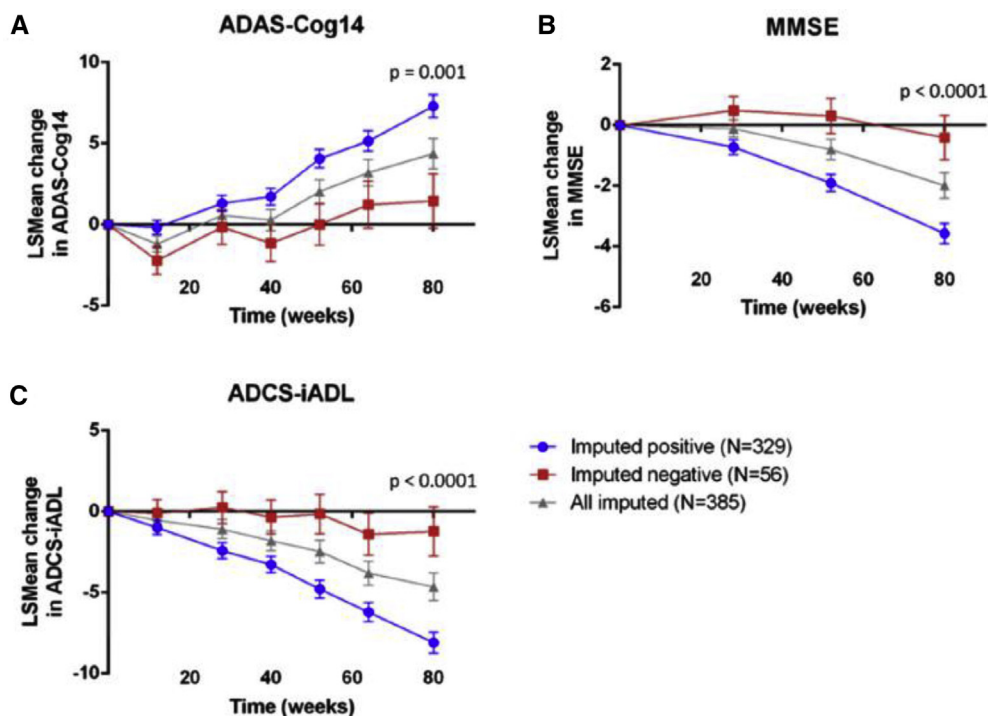 A
ADAS-Cog14
10
5
0
-5
LSMean change
in ADAS-Cog14
p = 0.001
20 40 60 80
Time (weeks)
B
MMSE
2
0
-2
-4
-6
LSMean change
in MMSE
p < 0.0001
20 40 60 80
Time (weeks)
C
ADCS-iADL
5
0
-5
-10
LSMean change
in ADCS-iADL
p < 0.0001
20 40 60 80
Time (weeks)
Imputed positive (N=329)
Imputed negative (N=56)
All imputed (N=385)